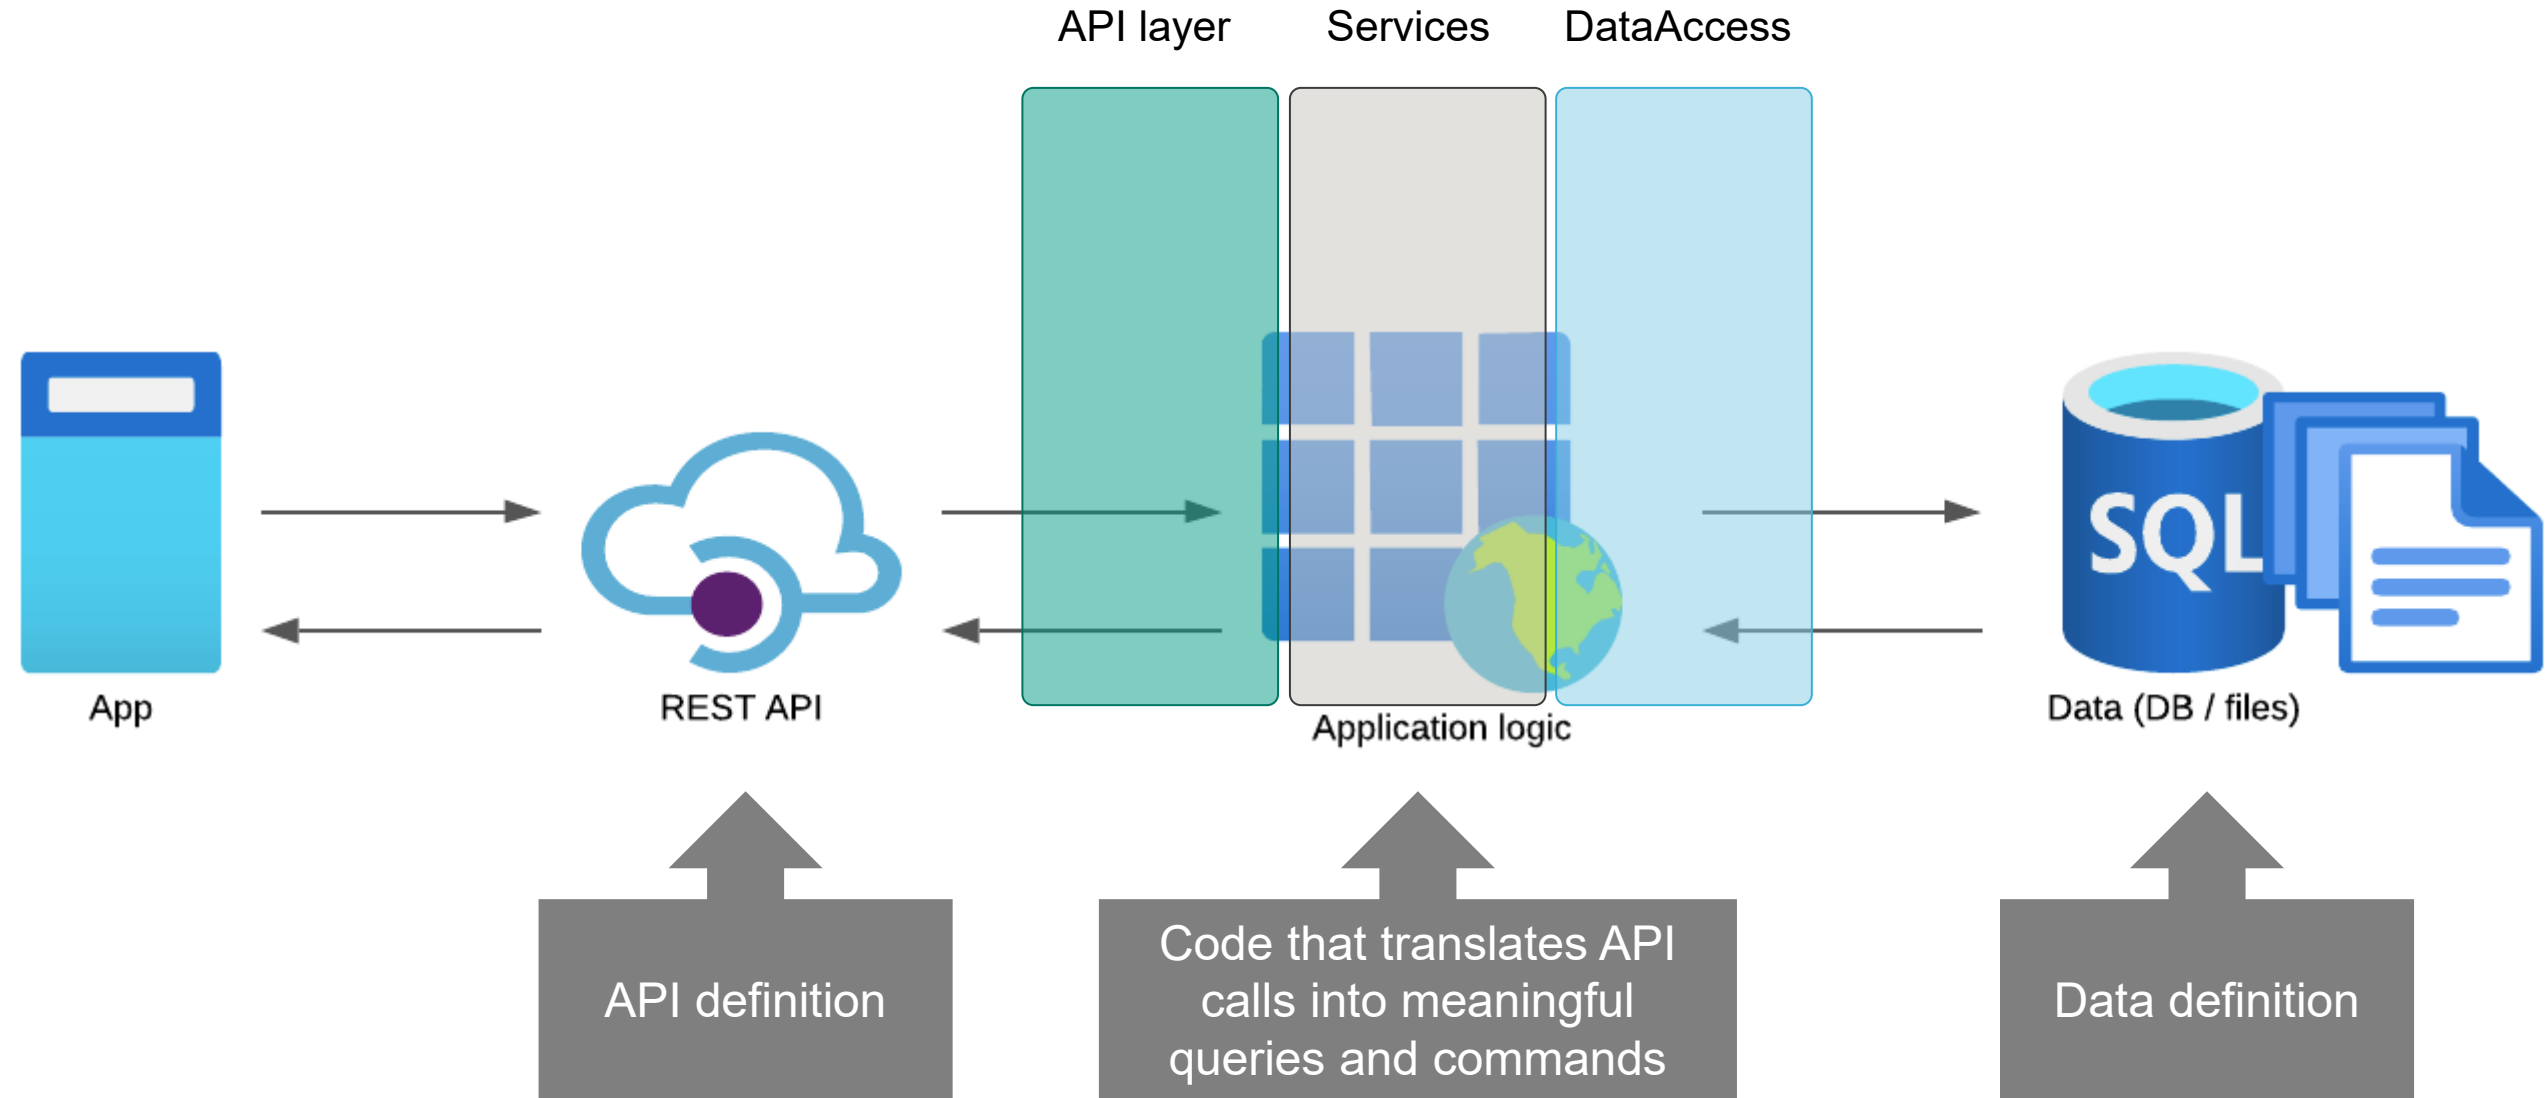 API layer
Services
DataAccess
SQL
App
REST API
Application logic
Data (DB / files)
API definition
Code that translates API
calls into meaningful
queries and commands
Data definition